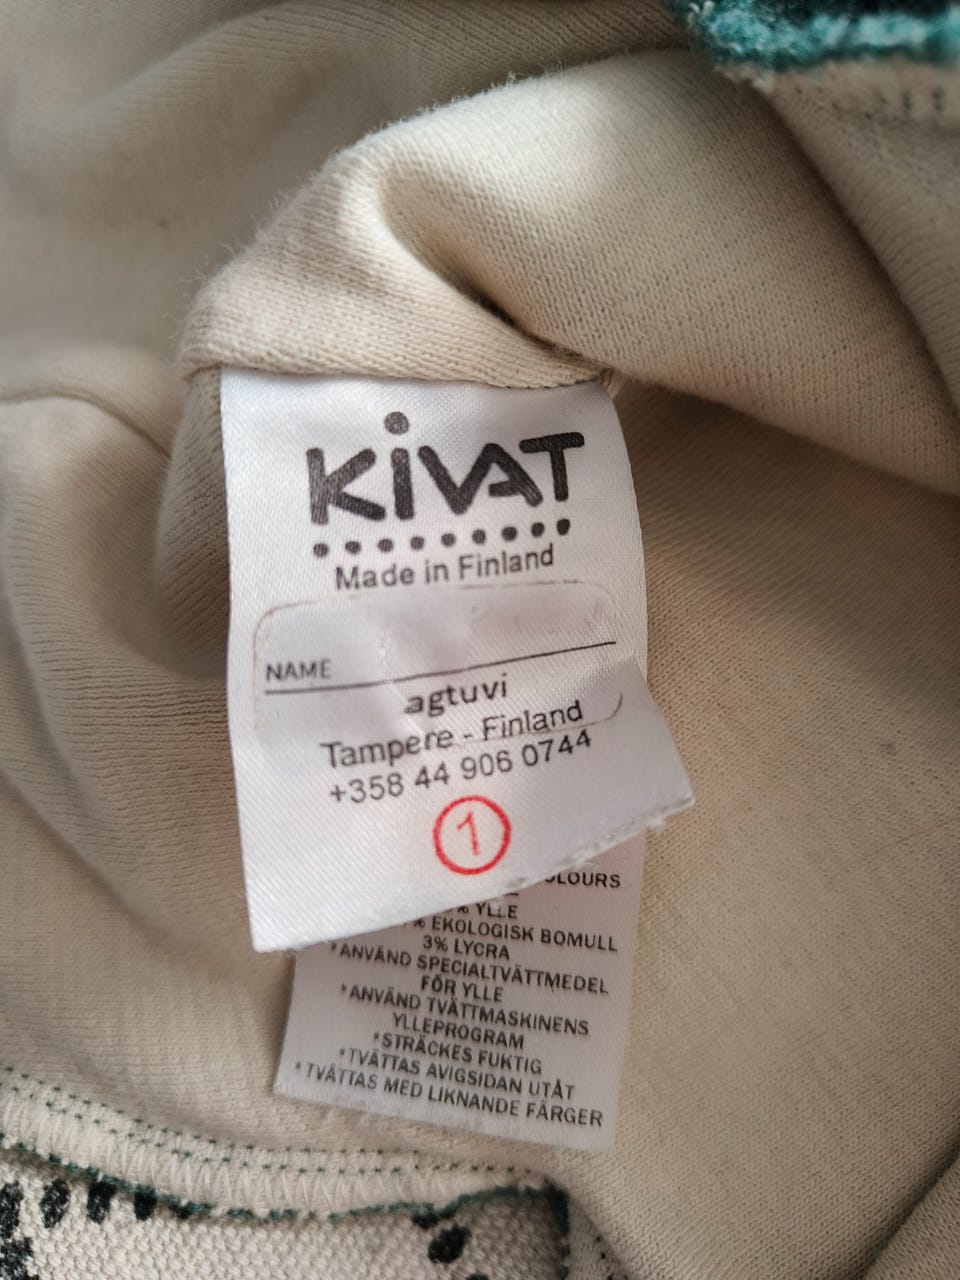 KiVAT
Made in Finland
NAME
agtuvi
Tampere - Finland
+358 44 906 0744
1
% YLLE
% EKOLOGISK BOMULL
3% LYCRA
*ANVÄND SPECIALTVÄTTMEDEL
FÖR YLLE
*ANVÄND TVÄTTMASKINENS
YLLEPROGRAM
*STRÄCKES FUKTIG
*TVÄTTAS AVIGSIDAN UTÅT
*TVÄTTAS MED LIKNANDE FÄRGER